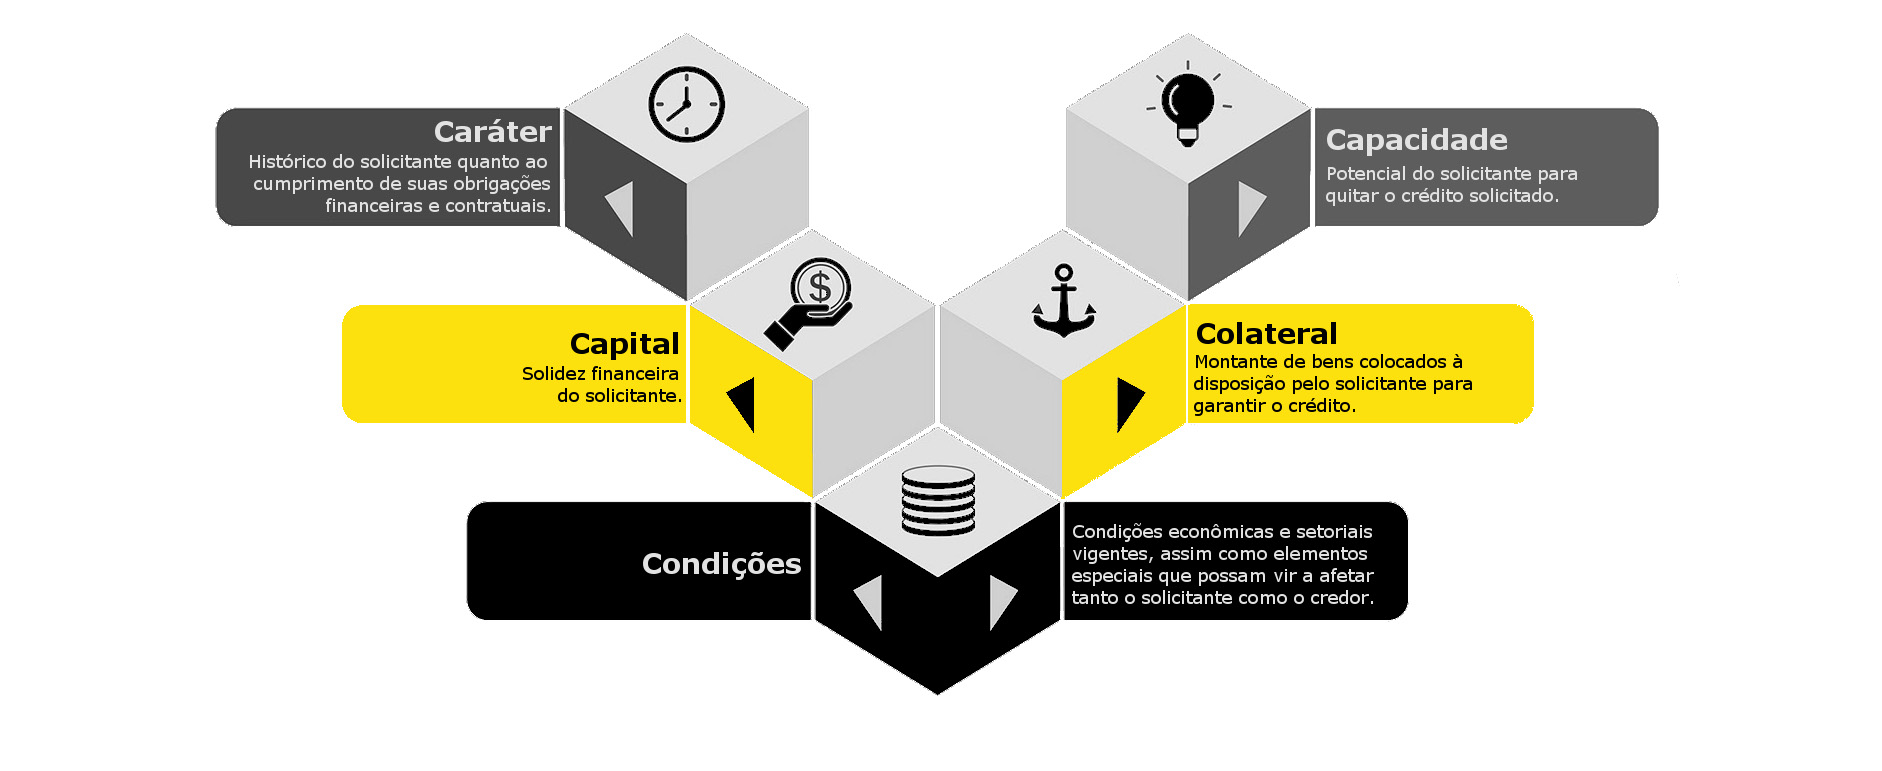 Caráter
Histórico do solicitante quanto ao
cumprimento de suas obrigações
financeiras e contratuais.
Capacidade
Potencial do solicitante para
quitar o crédito solicitado.
$
Capital
Solidez financeira
do solicitante.
Colateral
Montante de bens colocados à
disposição pelo solicitante para
garantir o crédito.
Condições
Condições econômicas e setoriais
vigentes, assim como elementos
especiais que possam vir a afetar
tanto o solicitante como o credor.